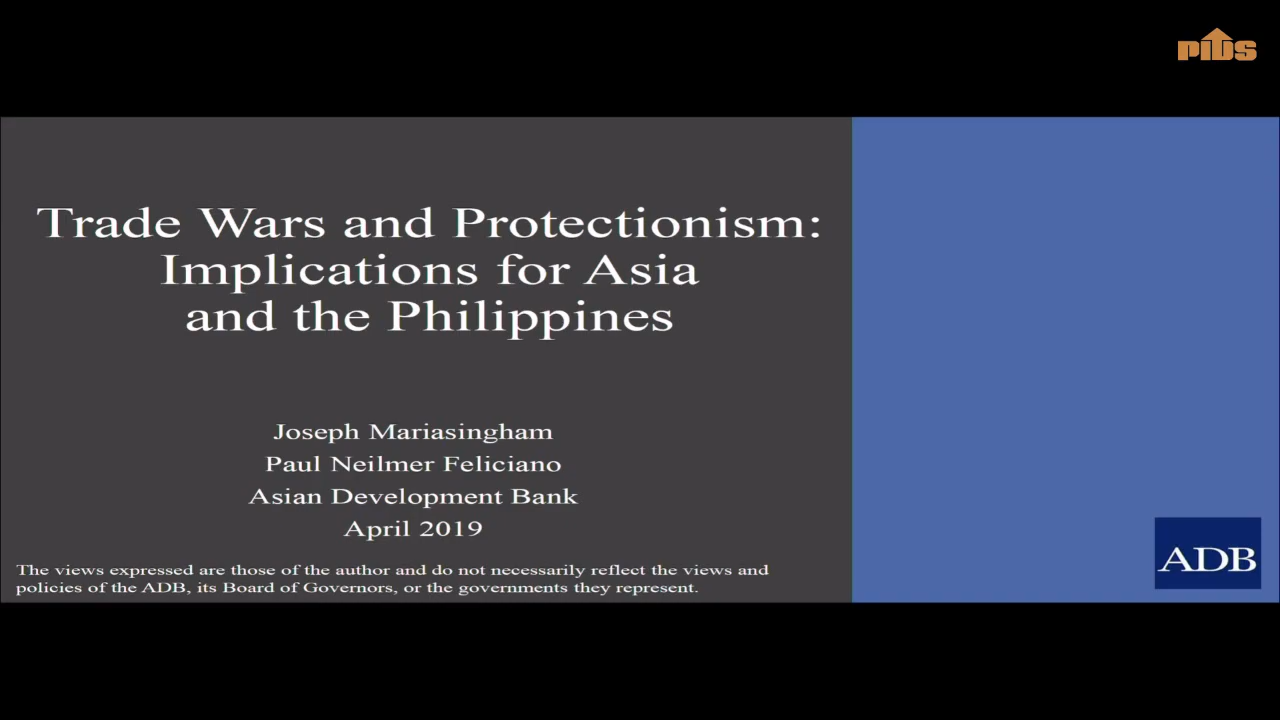 PIDS
Trade Wars and Protectionism:
Implications for Asia
and the Philippines
Joseph Mariasingham
Paul Neilmer Feliciano
Asian Development Bank
April 2019
The views expressed are those of the author and do not necessarily reflect the views and
policies of the ADB, its Board of Governors, or the governments they represent.
ADB